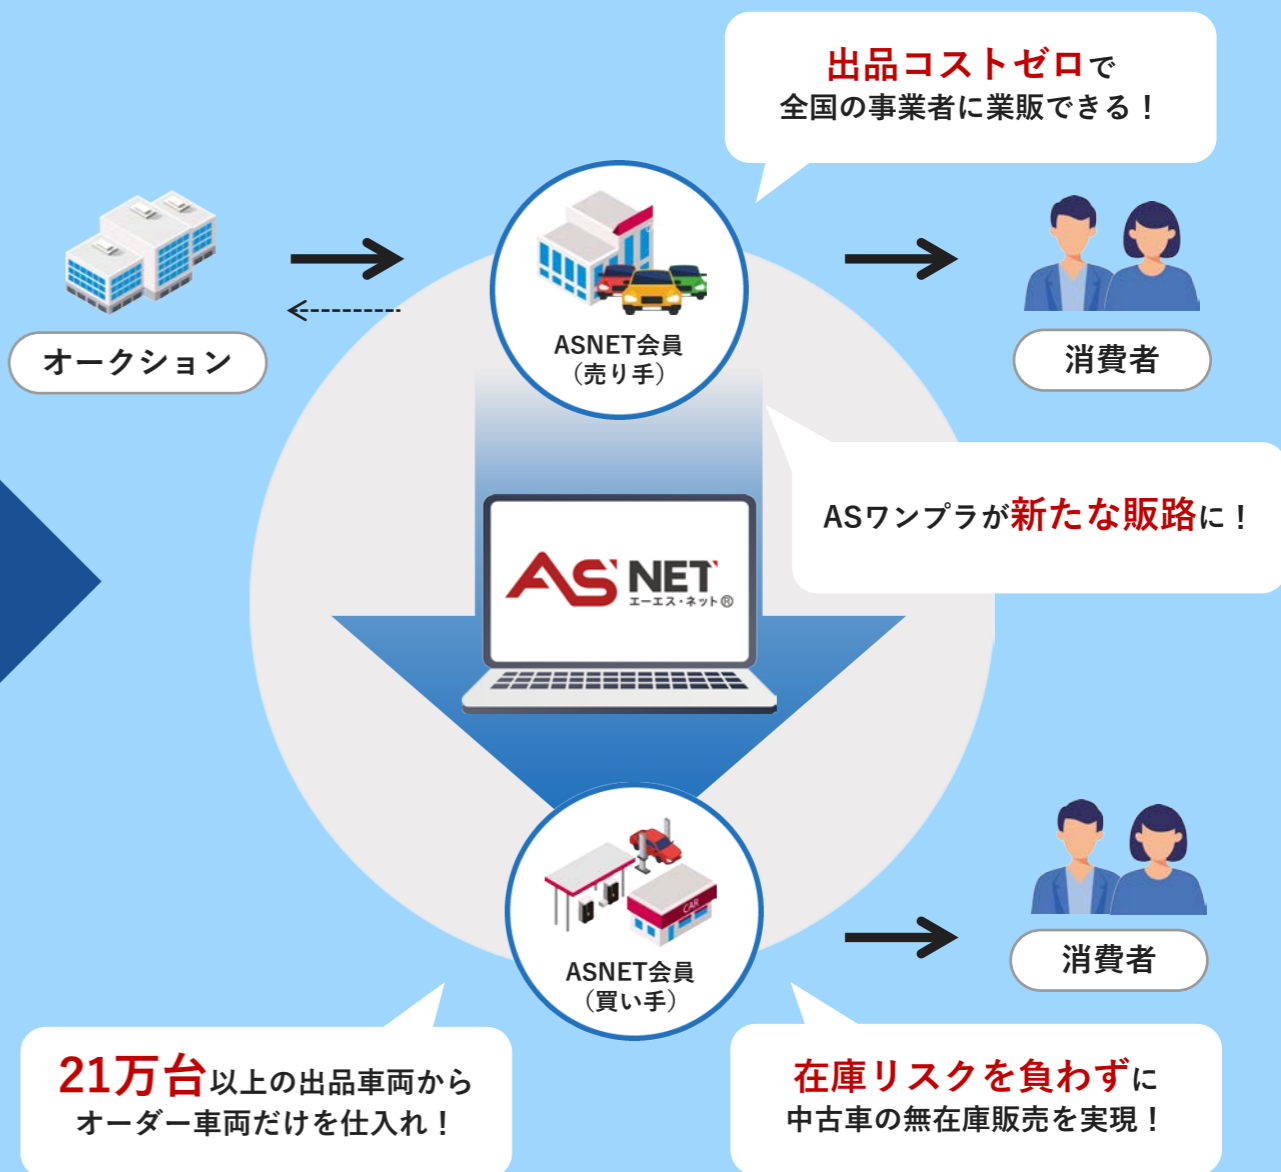 出品コストゼロで
全国の事業者に業販できる！
オークション
ASNET会員
（売り手）
消費者
ASワンプラが新たな販路に！
AS NET
エーエス・ネット®
CAR
ASNET会員
（買い手）
消費者
21万台以上の出品車両から
オーダー車両だけを仕入れ！
在庫リスクを負わずに
中古車の無在庫販売を実現！